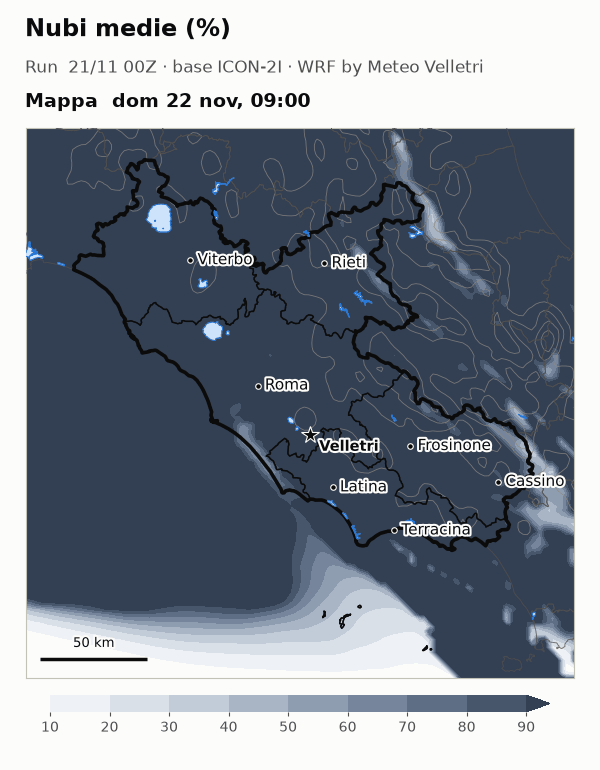 Nubi medie (%)
Run 21/11 00Z · base ICON-2I · WRF by Meteo Velletri
Mappa dom 22 nov, 09:00
Viterbo
Rieti
Roma
Velletri
Frosinone
Cassino
Latina
Terracina
50 km
10 20 30 40 50 60 70 80 90